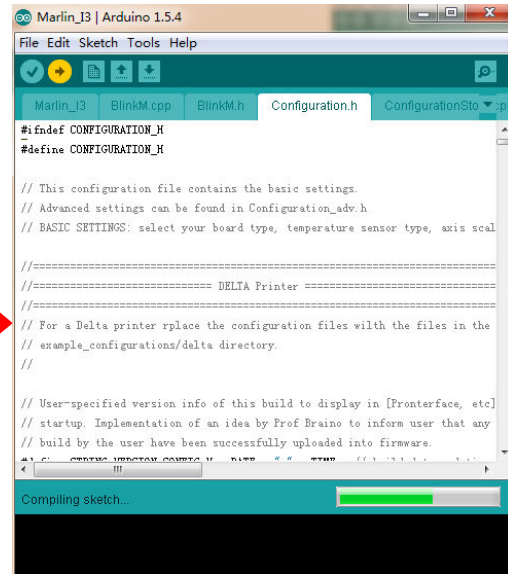 Marlin_I3 | Arduino 1.5.4
File Edit Sketch Tools Help
Marlin_I3 BlinkM.cpp BlinkM.h Configuration.h ConfigurationSto
#ifndef CONFIGURATION_H
#define CONFIGURATION_H
// This configuration file contains the basic settings.
// Advanced settings can be found in Configuration_adv.h
// BASIC SETTINGS: select your board type, temperature sensor type, axis scal
//===========================================================================
//============================= DELTA Printer ===============================
//===========================================================================
// For a Delta printer rplace the configuration files wilth the files in the
// example_configurations/delta directory.
//
// User-specified version info of this build to display in [Pronterface, etc]
// startup. Implementation of an idea by Prof Braino to inform user that any
// build by the user have been successfully uploaded into firmware.
Compiling sketch...